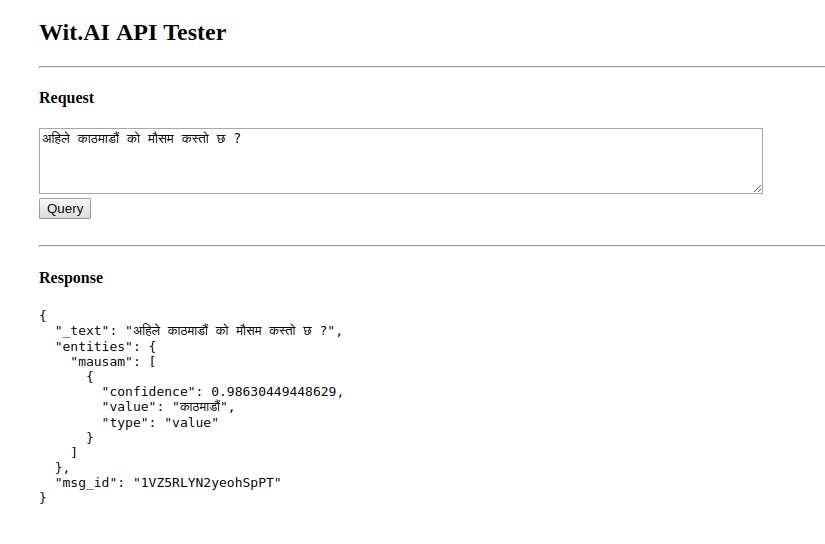 Wit.AI API Tester
Request
अहिले काठमाडौं को मौसम कस्तो छ ?
Query
Response
{
  "_text": "अहिले काठमाडौं को मौसम कस्तो छ ?",
  "entities": {
    "mausam": [
      {
        "confidence": 0.98630449448629,
        "value": "काठमाडौं",
        "type": "value"
      }
    ]
  },
  "msg_id": "1VZ5RLYN2yeohSpPT"
}